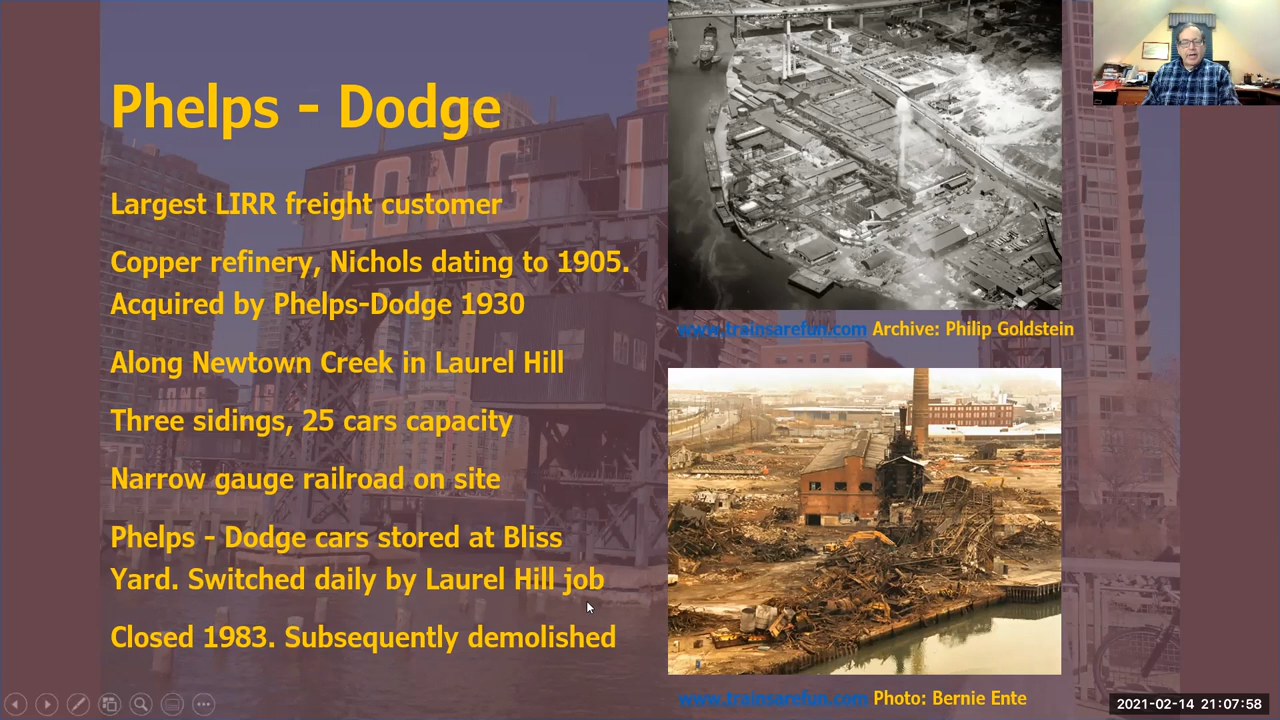 Phelps - Dodge
Largest LIRR freight customer
Copper refinery, Nichols dating to 1905.
Acquired by Phelps-Dodge 1930
Along Newtown Creek in Laurel Hill
Three sidings, 25 cars capacity
Narrow gauge railroad on site
Phelps - Dodge cars stored at Bliss
Yard. Switched daily by Laurel Hill job
Closed 1983. Subsequently demolished
LONG
LONG
www.trainsarefun.com Archive: Philip Goldstein
www.trainsarefun.com Photo: Bernie Ente
2021-02-14 21:07:58